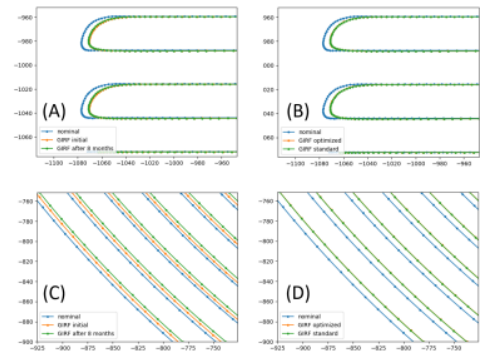 −960
−980
−1000
−1020
−1040
−1060
(A)
nominal
GIRF initial
GIRF after 8 months
−1100 −1080 −1060 −1040 −1020 −1000 −980 −960
960
980
000
020
040
060
(B)
nominal
GIRF optimized
GIRF standard
−1100 −1080 −1060 −1040 −1020 −1000 −980 −960
−760
−780
−800
−820
−840
−860
−880
−900
(C)
nominal
GIRF initial
GIRF after 8 months
−925 −900 −875 −850 −825 −800 −775 −750
−760
−780
−800
−820
−840
−860
−880
−900
(D)
nominal
GIRF optimized
GIRF standard
−925 −900 −875 −850 −825 −800 −775 −750